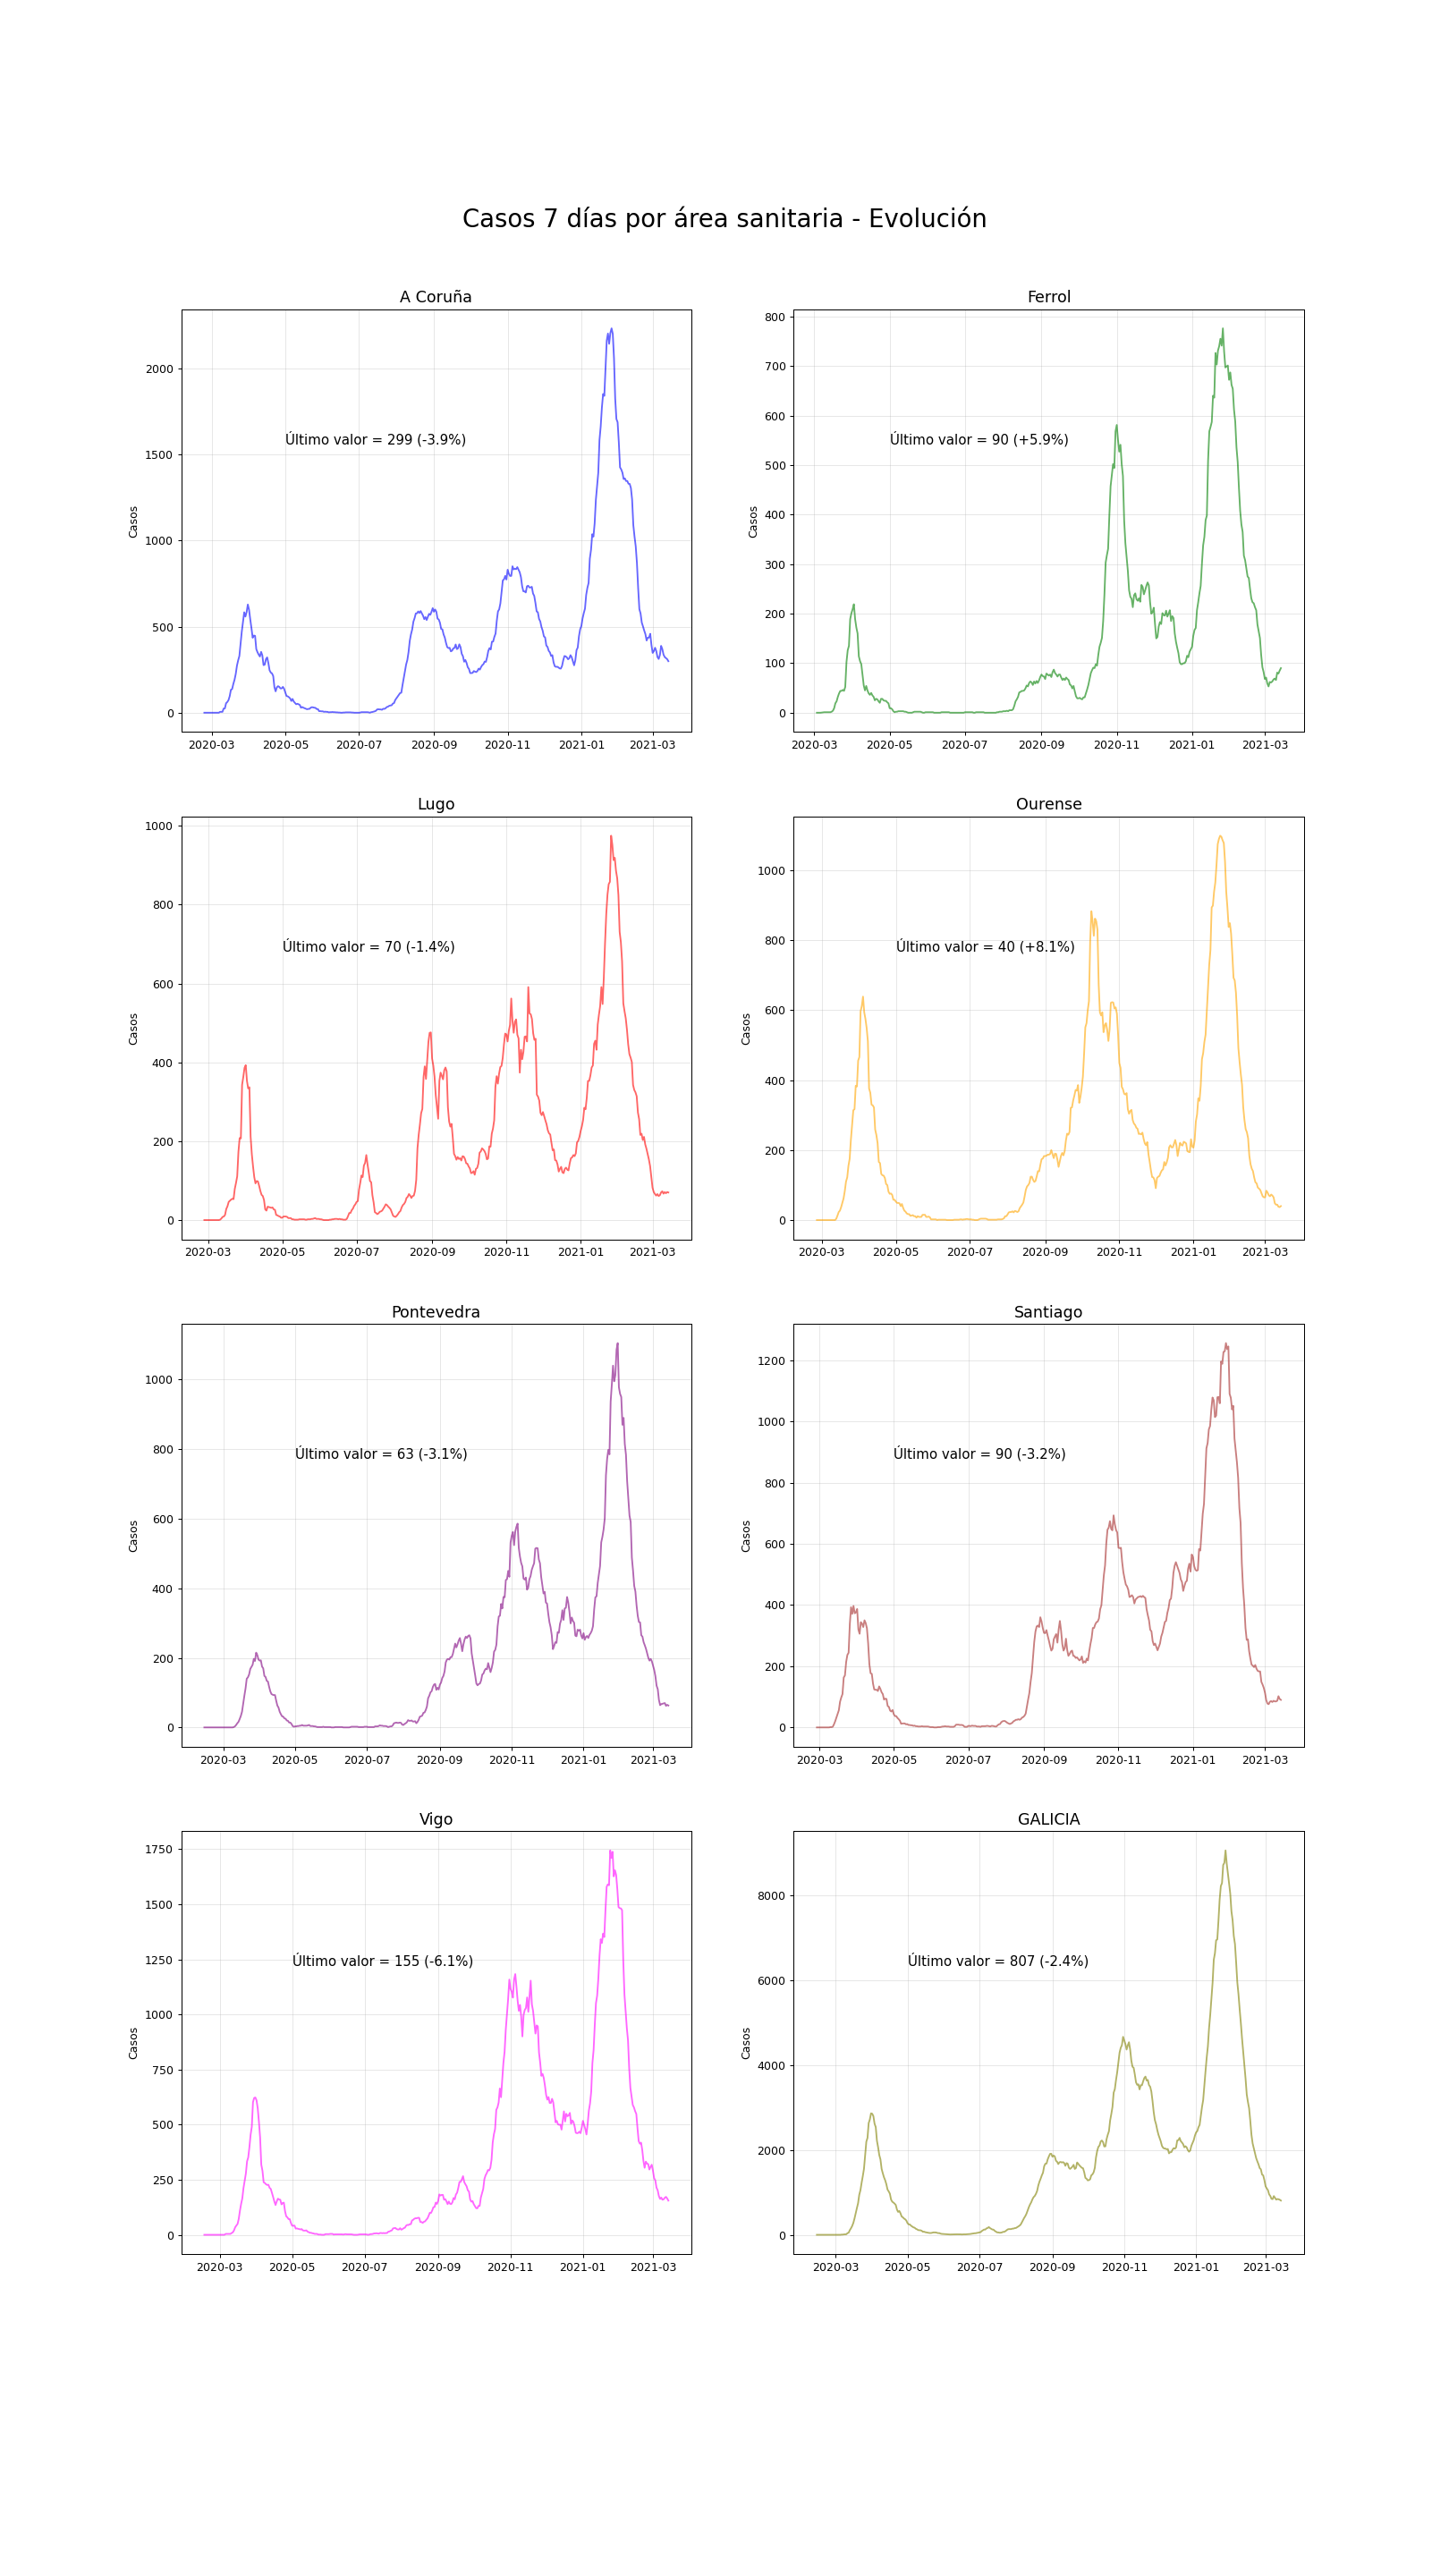 Casos 7 días por área sanitaria - Evolución
A Coruña
2000
1500
1000
500
0
Casos
Último valor = 299 (-3.9%)
2020-03 2020-05 2020-07 2020-09 2020-11 2021-01 2021-03
Ferrol
800
700
600
500
400
300
200
100
0
Casos
Último valor = 90 (+5.9%)
2020-03 2020-05 2020-07 2020-09 2020-11 2021-01 2021-03
Lugo
1000
800
600
400
200
0
Casos
Último valor = 70 (-1.4%)
2020-03 2020-05 2020-07 2020-09 2020-11 2021-01 2021-03
Ourense
1000
800
600
400
200
0
Casos
Último valor = 40 (+8.1%)
2020-03 2020-05 2020-07 2020-09 2020-11 2021-01 2021-03
Pontevedra
1000
800
600
400
200
0
Casos
Último valor = 63 (-3.1%)
2020-03 2020-05 2020-07 2020-09 2020-11 2021-01 2021-03
Santiago
1200
1000
800
600
400
200
0
Casos
Último valor = 90 (-3.2%)
2020-03 2020-05 2020-07 2020-09 2020-11 2021-01 2021-03
Vigo
1750
1500
1250
1000
750
500
250
0
Casos
Último valor = 155 (-6.1%)
2020-03 2020-05 2020-07 2020-09 2020-11 2021-01 2021-03
GALICIA
8000
6000
4000
2000
0
Casos
Último valor = 807 (-2.4%)
2020-03 2020-05 2020-07 2020-09 2020-11 2021-01 2021-03